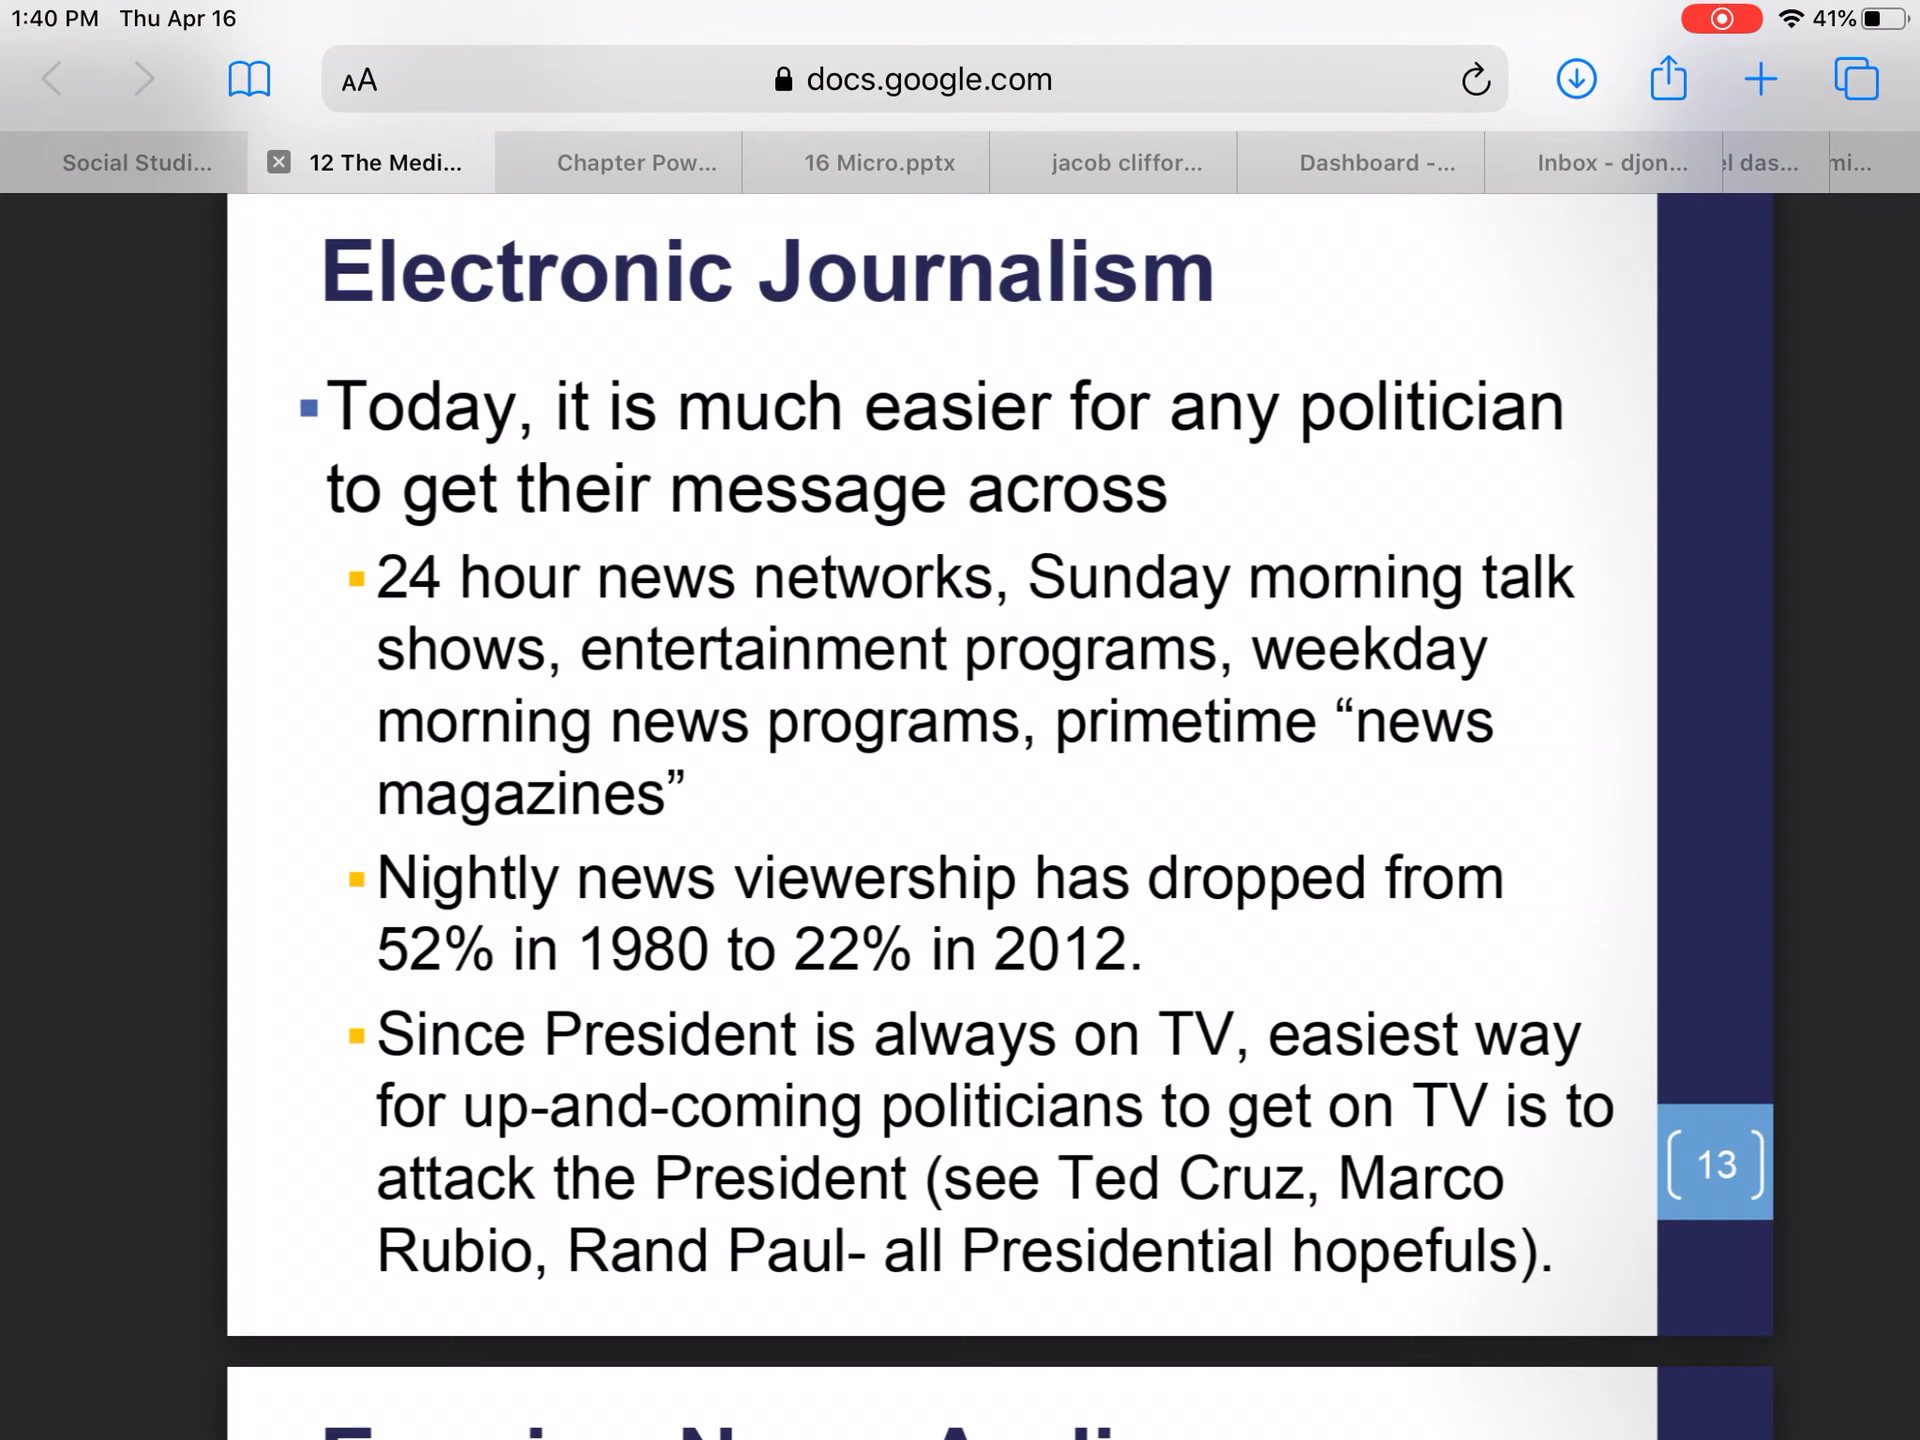 1:40 PM Thu Apr 16
41%
AA
docs.google.com
Social Studi...
12 The Medi...
Chapter Pow...
16 Micro.pptx
jacob cliffor...
Dashboard -...
Inbox - djon...
el das...
mi...
Electronic Journalism
Today, it is much easier for any politician
to get their message across
24 hour news networks, Sunday morning talk
shows, entertainment programs, weekday
morning news programs, primetime “news
magazines”
Nightly news viewership has dropped from
52% in 1980 to 22% in 2012.
Since President is always on TV, easiest way
for up-and-coming politicians to get on TV is to
attack the President (see Ted Cruz, Marco
Rubio, Rand Paul- all Presidential hopefuls).
13